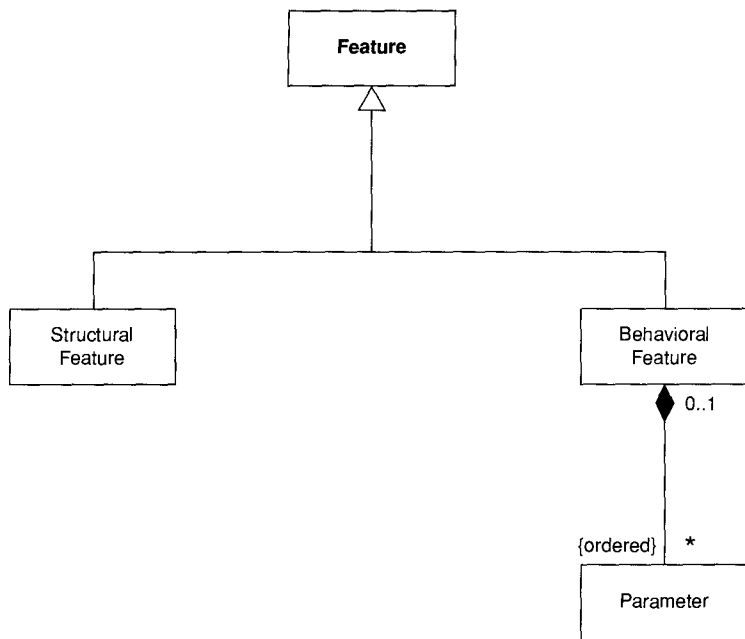 Feature
Structural
Feature
Behavioral
Feature
0..1
{ordered} *
Parameter